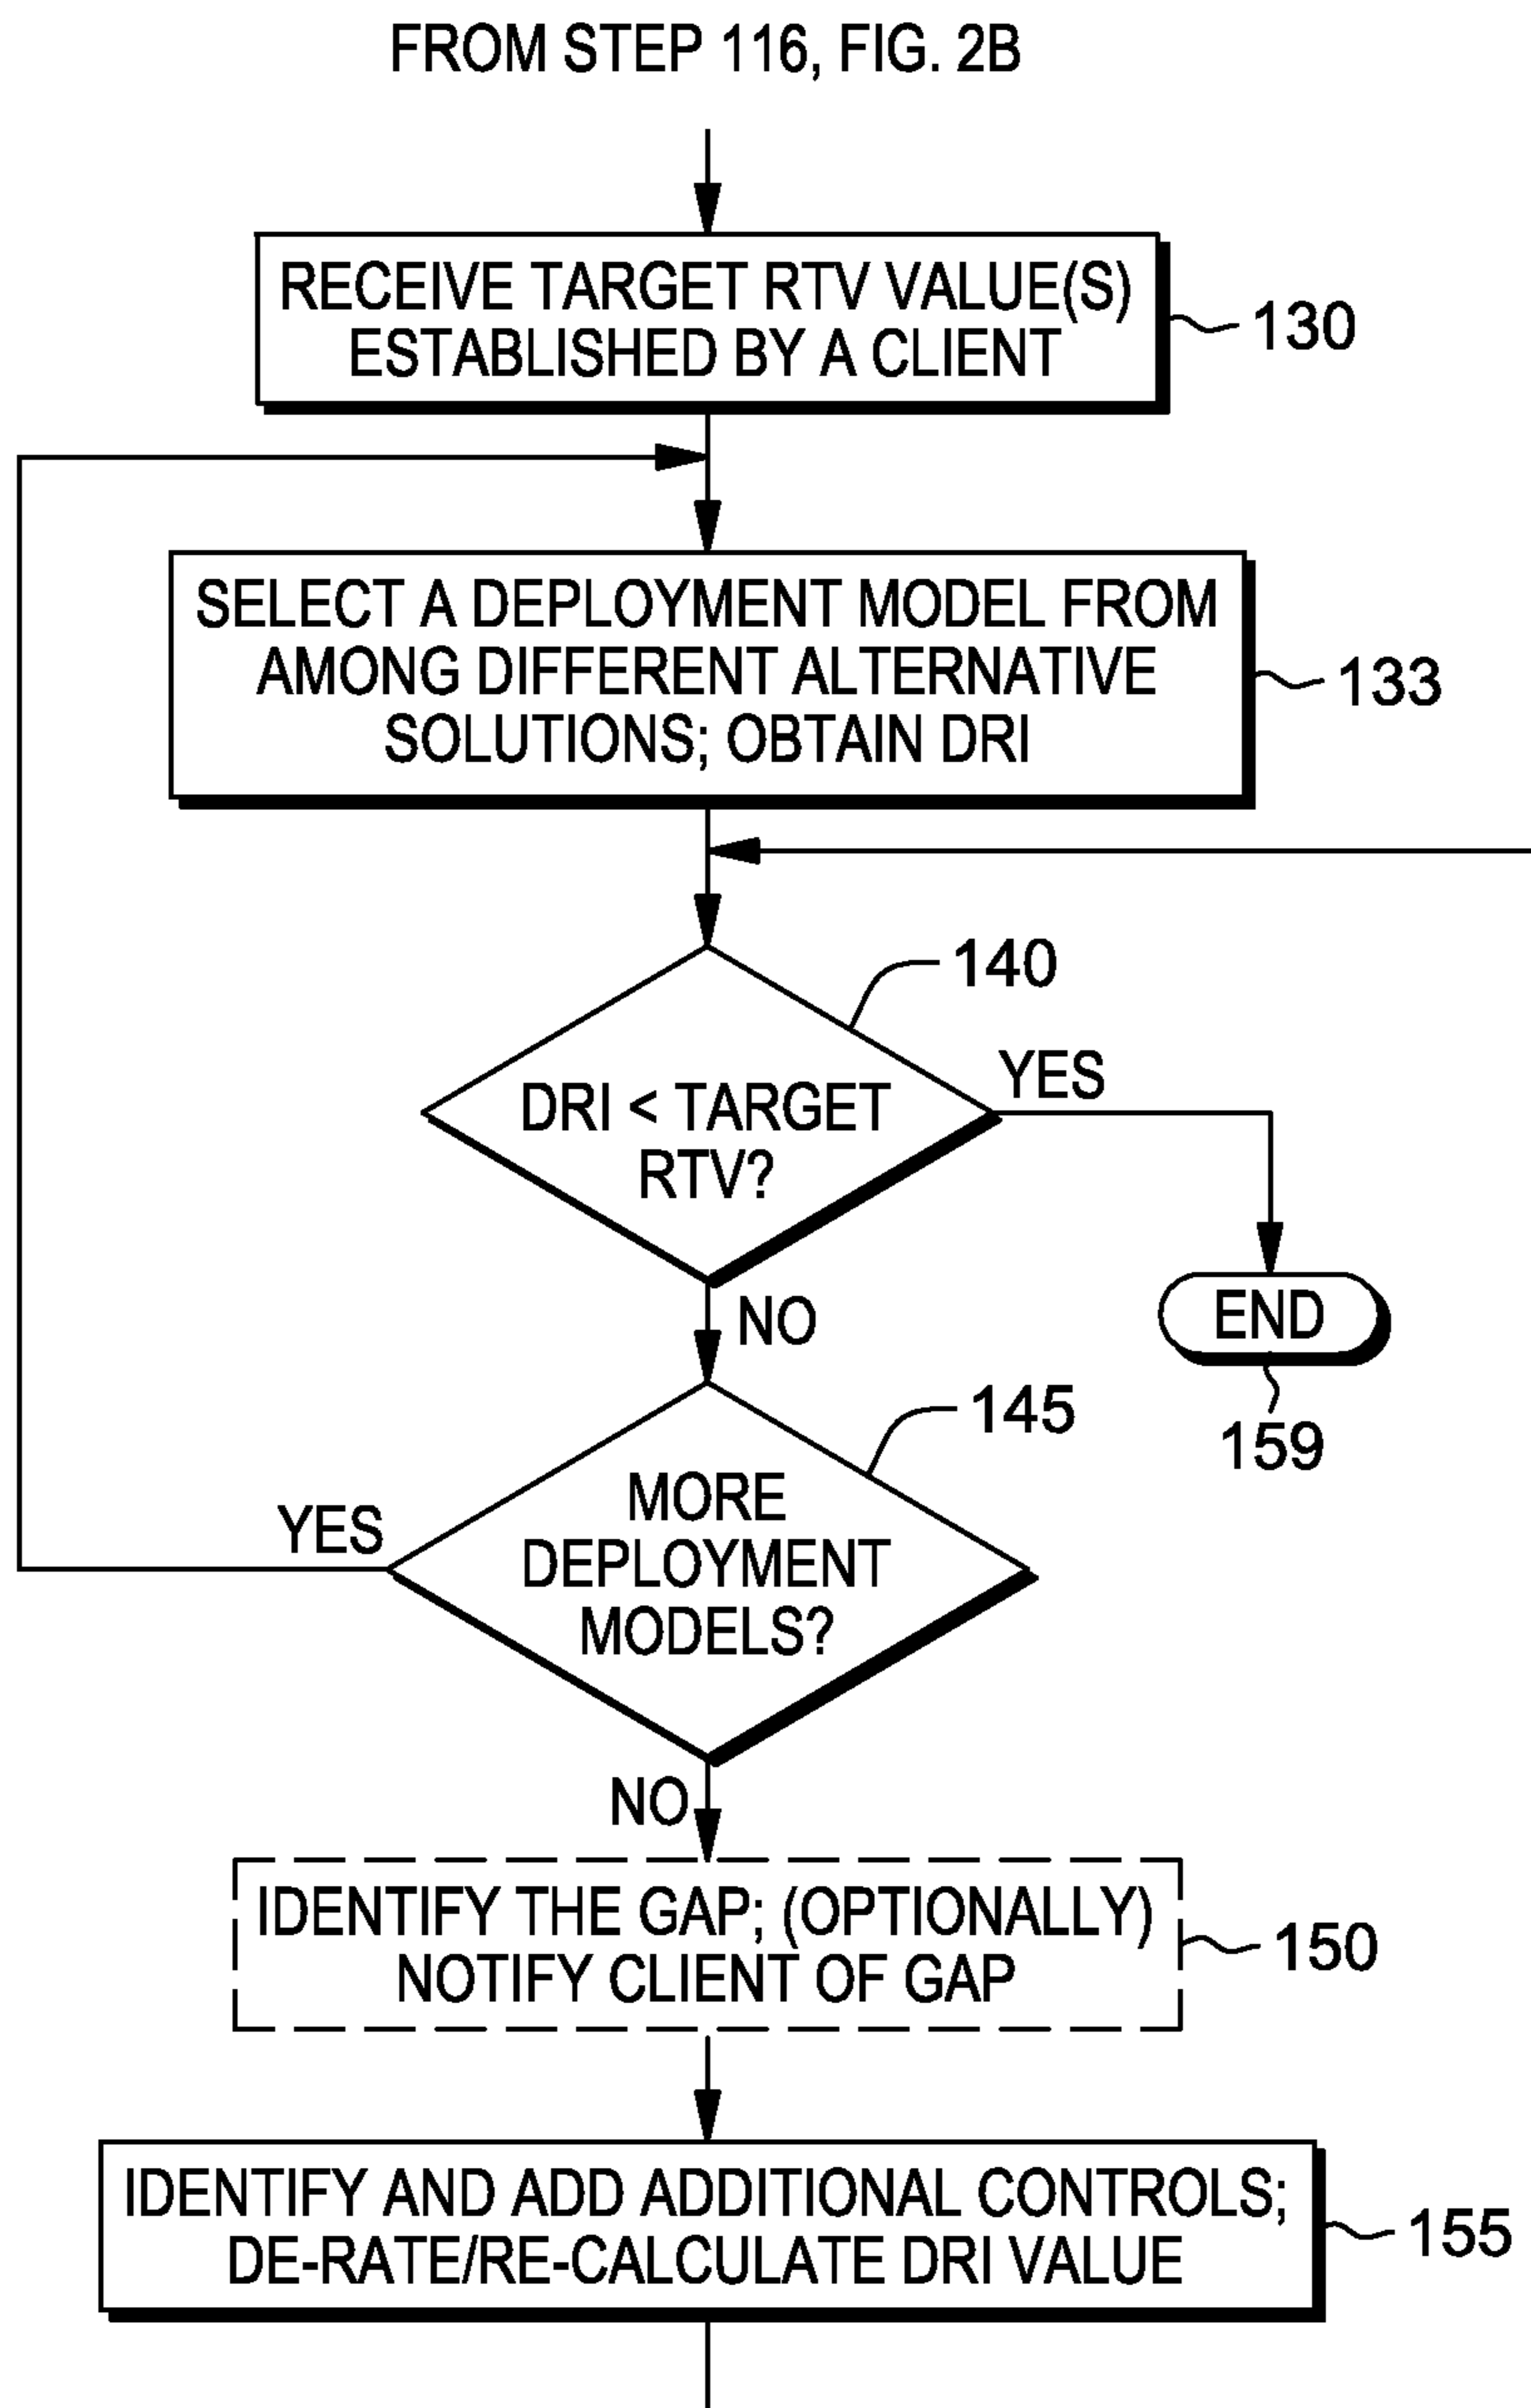 FROM STEP 116, FIG. 2B
RECEIVE TARGET RTV VALUE(S)
ESTABLISHED BY A CLIENT
130
SELECT A DEPLOYMENT MODEL FROM
AMONG DIFFERENT ALTERNATIVE
SOLUTIONS; OBTAIN DRI
133
140
DRI < TARGET
RTV?
YES
NO
END
159
145
MORE
DEPLOYMENT
MODELS?
YES
NO
IDENTIFY THE GAP; (OPTIONALLY)
NOTIFY CLIENT OF GAP
150
IDENTIFY AND ADD ADDITIONAL CONTROLS;
DE-RATE/RE-CALCULATE DRI VALUE
155